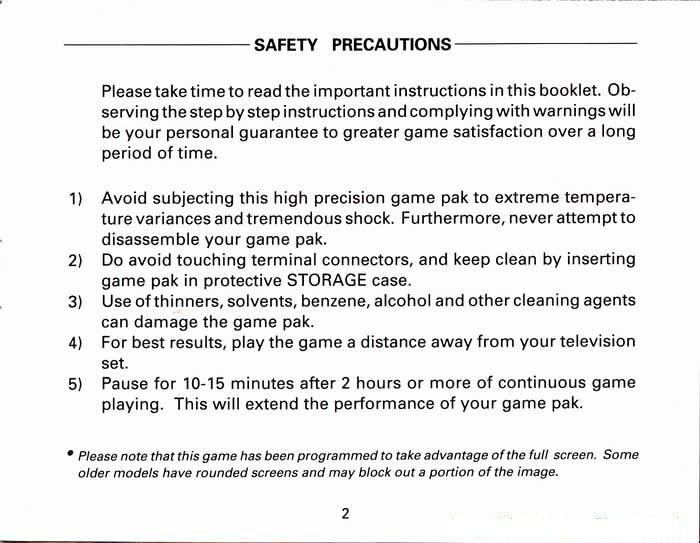 SAFETY PRECAUTIONS
Please take time to read the important instructions in this booklet. Ob-
serving the step by step instructions and complying with warnings will
be your personal guarantee to greater game satisfaction over a long
period of time.
1) Avoid subjecting this high precision game pak to extreme tempera-
ture variances and tremendous shock. Furthermore, never attempt to
disassemble your game pak.
2) Do avoid touching terminal connectors, and keep clean by inserting
game pak in protective STORAGE case.
3) Use of thinners, solvents, benzene, alcohol and other cleaning agents
can damage the game pak.
4) For best results, play the game a distance away from your television
set.
5) Pause for 10-15 minutes after 2 hours or more of continuous game
playing. This will extend the performance of your game pak.
• Please note that this game has been programmed to take advantage of the full screen. Some
older models have rounded screens and may block out a portion of the image.
2